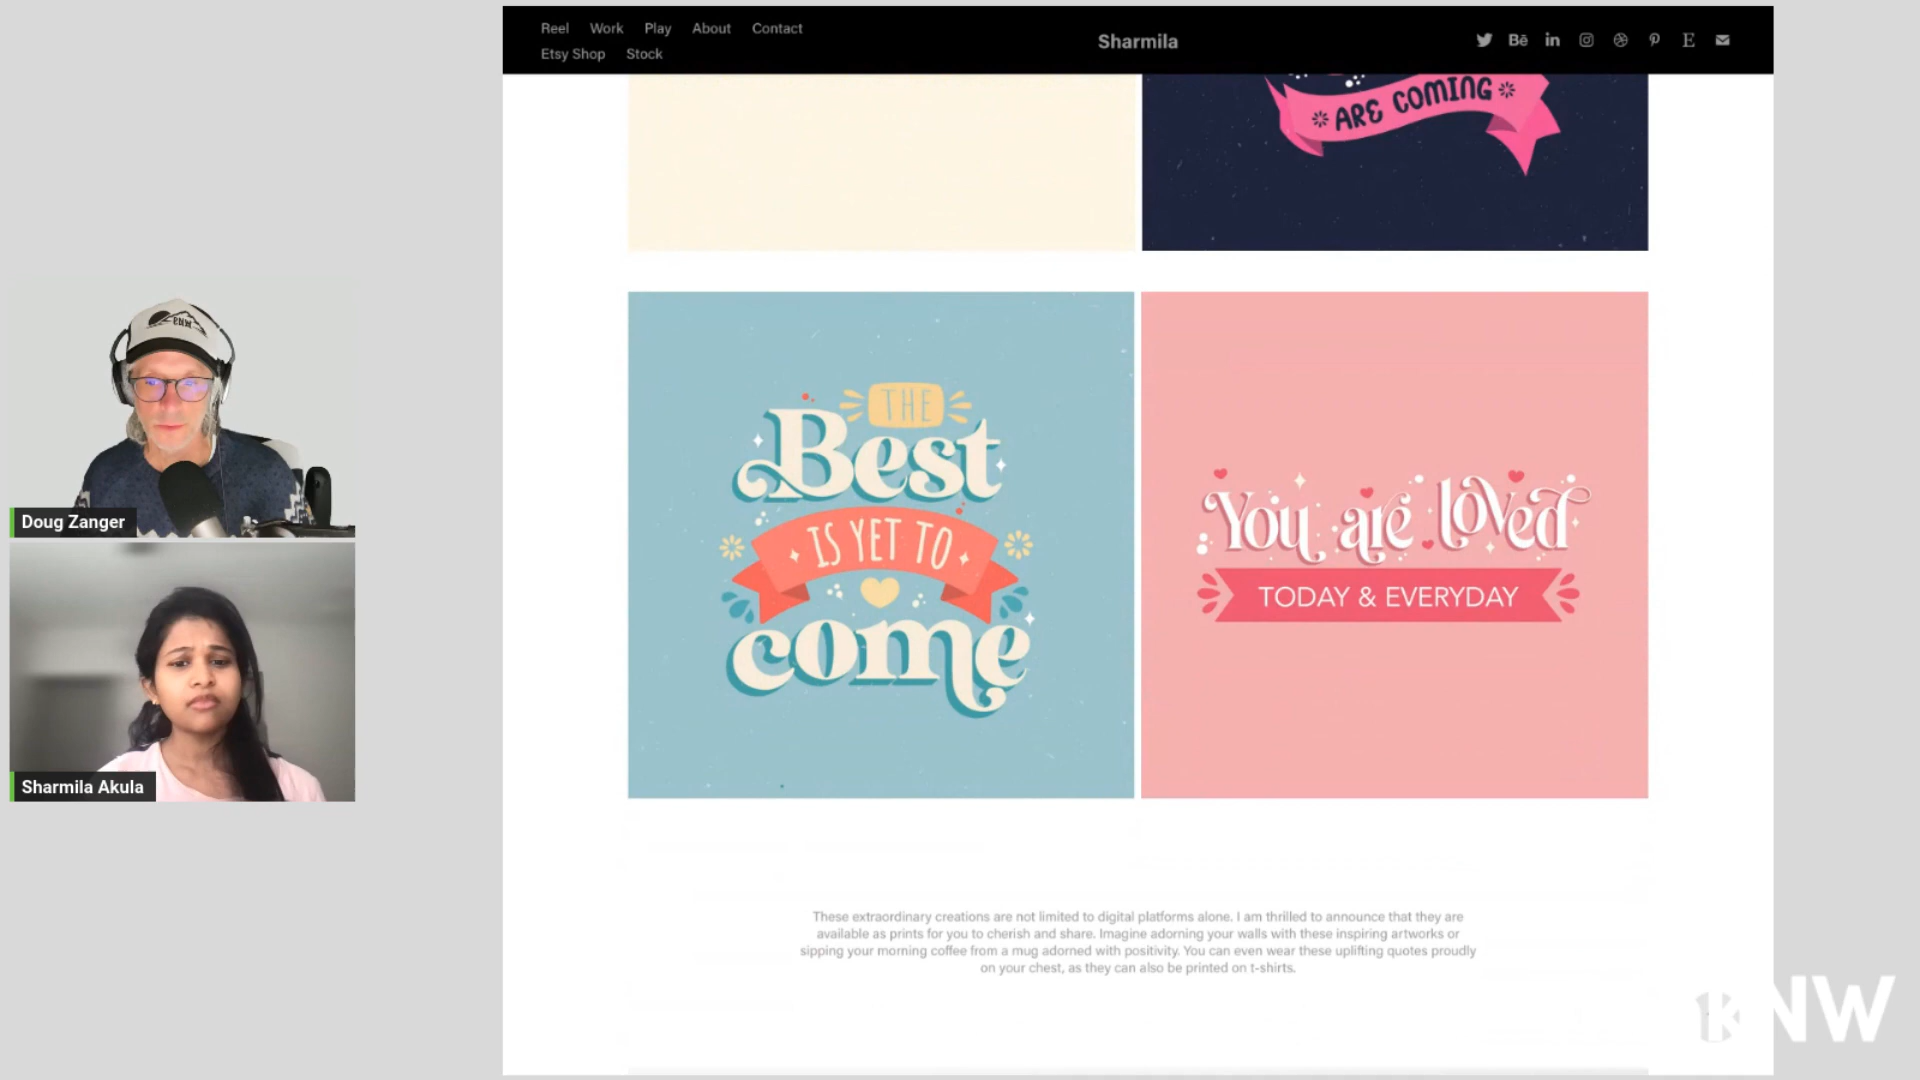 Reel Work Play About Contact
Etsy Shop Stock
Sharmila
Bē in E
ARE COMING
THE
Best
IS YET TO
come
You are loved
TODAY & EVERYDAY
These extraordinary creations are not limited to digital platforms alone. I am thrilled to announce that they are
available as prints for you to cherish and share. Imagine adorning your walls with these inspiring artworks or
sipping your morning coffee from a mug adorned with positivity. You can even wear these uplifting quotes proudly
on your chest, as they can also be printed on t-shirts.
Doug Zanger
Sharmila Akula
NW